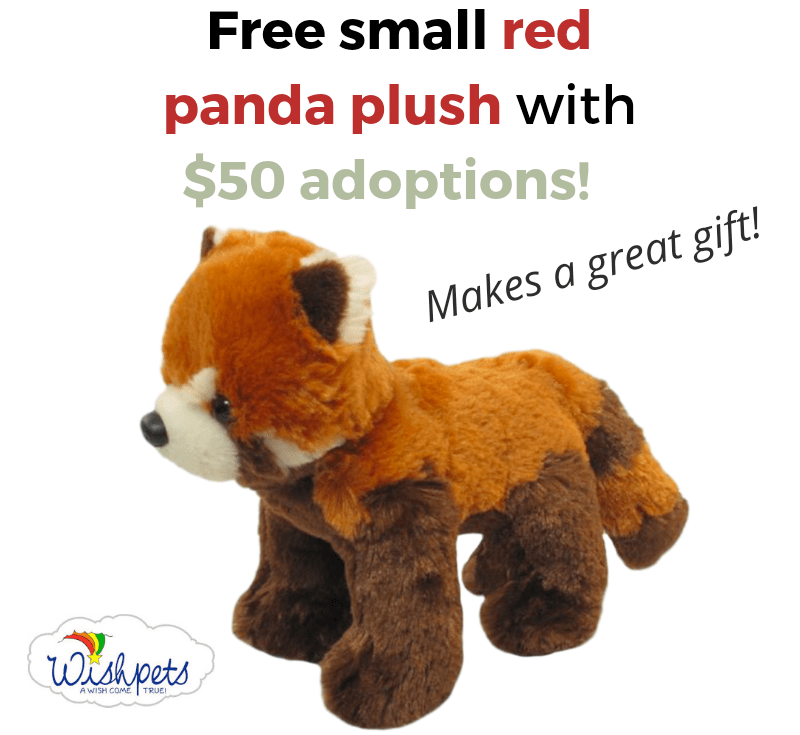 Free small red
panda plush with
$50 adoptions!
Makes a great gift!
Wishpets
A WISH COME TRUE!